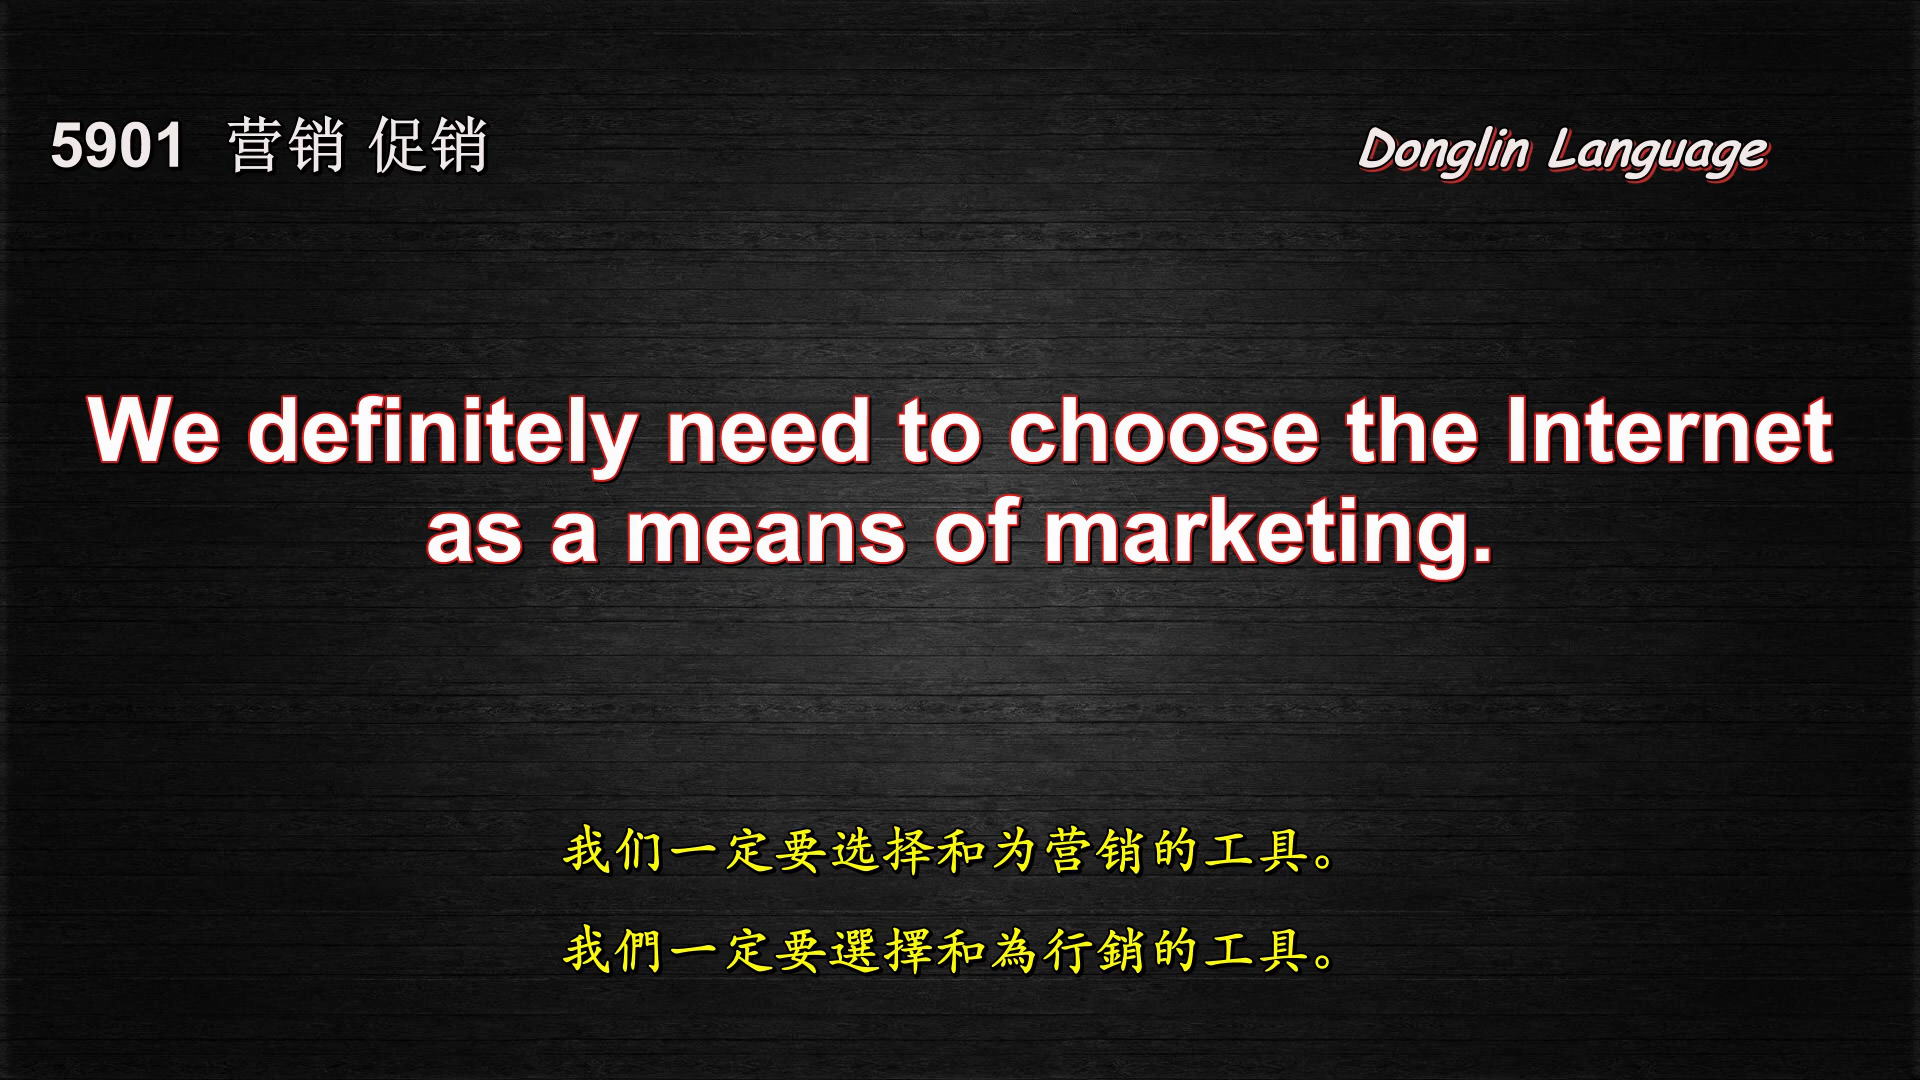 5901 营销 促销
Donglin Language
We definitely need to choose the Internet
as a means of marketing.
我们一定要选择和为营销的工具。
我們一定要選擇和為行銷的工具。